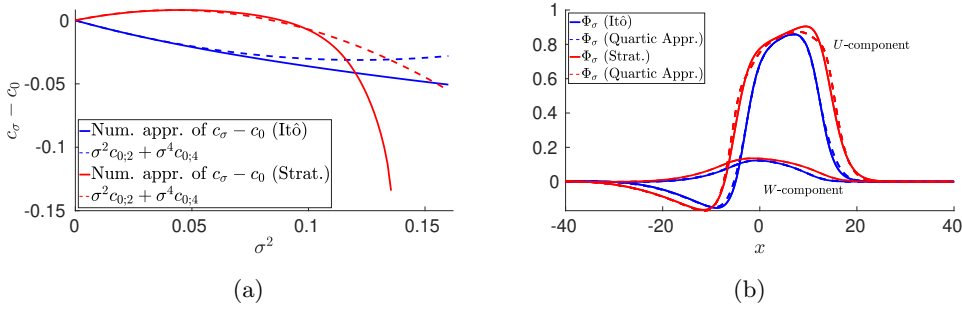 0
-0.05
-0.1
-0.15
0
0.05
0.1
0.15
c_σ − c_0
σ²
Num. appr. of c_σ − c_0 (Itô)
σ²c_{0;2} + σ⁴c_{0;4}
Num. appr. of c_σ − c_0 (Strat.)
σ²c_{0;2} + σ⁴c_{0;4}
(a)
1
0.8
0.6
0.4
0.2
0
-40
-20
0
20
40
x
Φ_σ (Itô)
Φ_σ (Quartic Appr.)
Φ_σ (Strat.)
Φ_σ (Quartic Appr.)
U-component
W-component
(b)